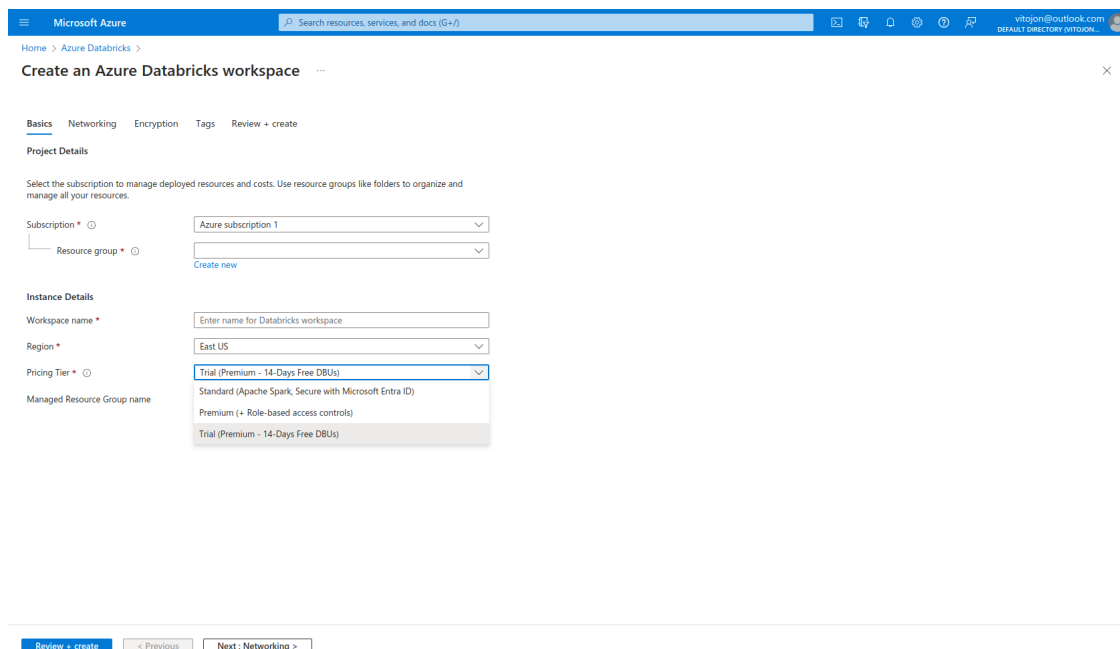 Microsoft Azure
Search resources, services, and docs (G+/)
vitojon@outlook.com
DEFAULT DIRECTORY (VITOJON...
Home > Azure Databricks >
Create an Azure Databricks workspace ...
Basics Networking Encryption Tags Review + create
Project Details
Select the subscription to manage deployed resources and costs. Use resource groups like folders to organize and
manage all your resources.
Subscription * Azure subscription 1
Resource group *
Create new
Instance Details
Workspace name * Enter name for Databricks workspace
Region * East US
Pricing Tier * Trial (Premium - 14-Days Free DBUs)
Standard (Apache Spark, Secure with Microsoft Entra ID)
Managed Resource Group name
Premium (+ Role-based access controls)
Trial (Premium - 14-Days Free DBUs)
Review + create < Previous Next : Networking >